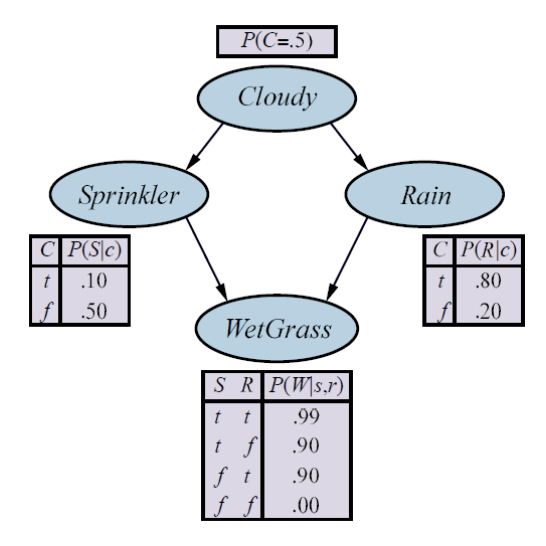 P(C=.5)
Cloudy
Sprinkler
Rain
C P(S|c)
t .10
f .50
C P(R|c)
t .80
f .20
WetGrass
S R P(W|s,r)
t t .99
t f .90
f t .90
f f .00